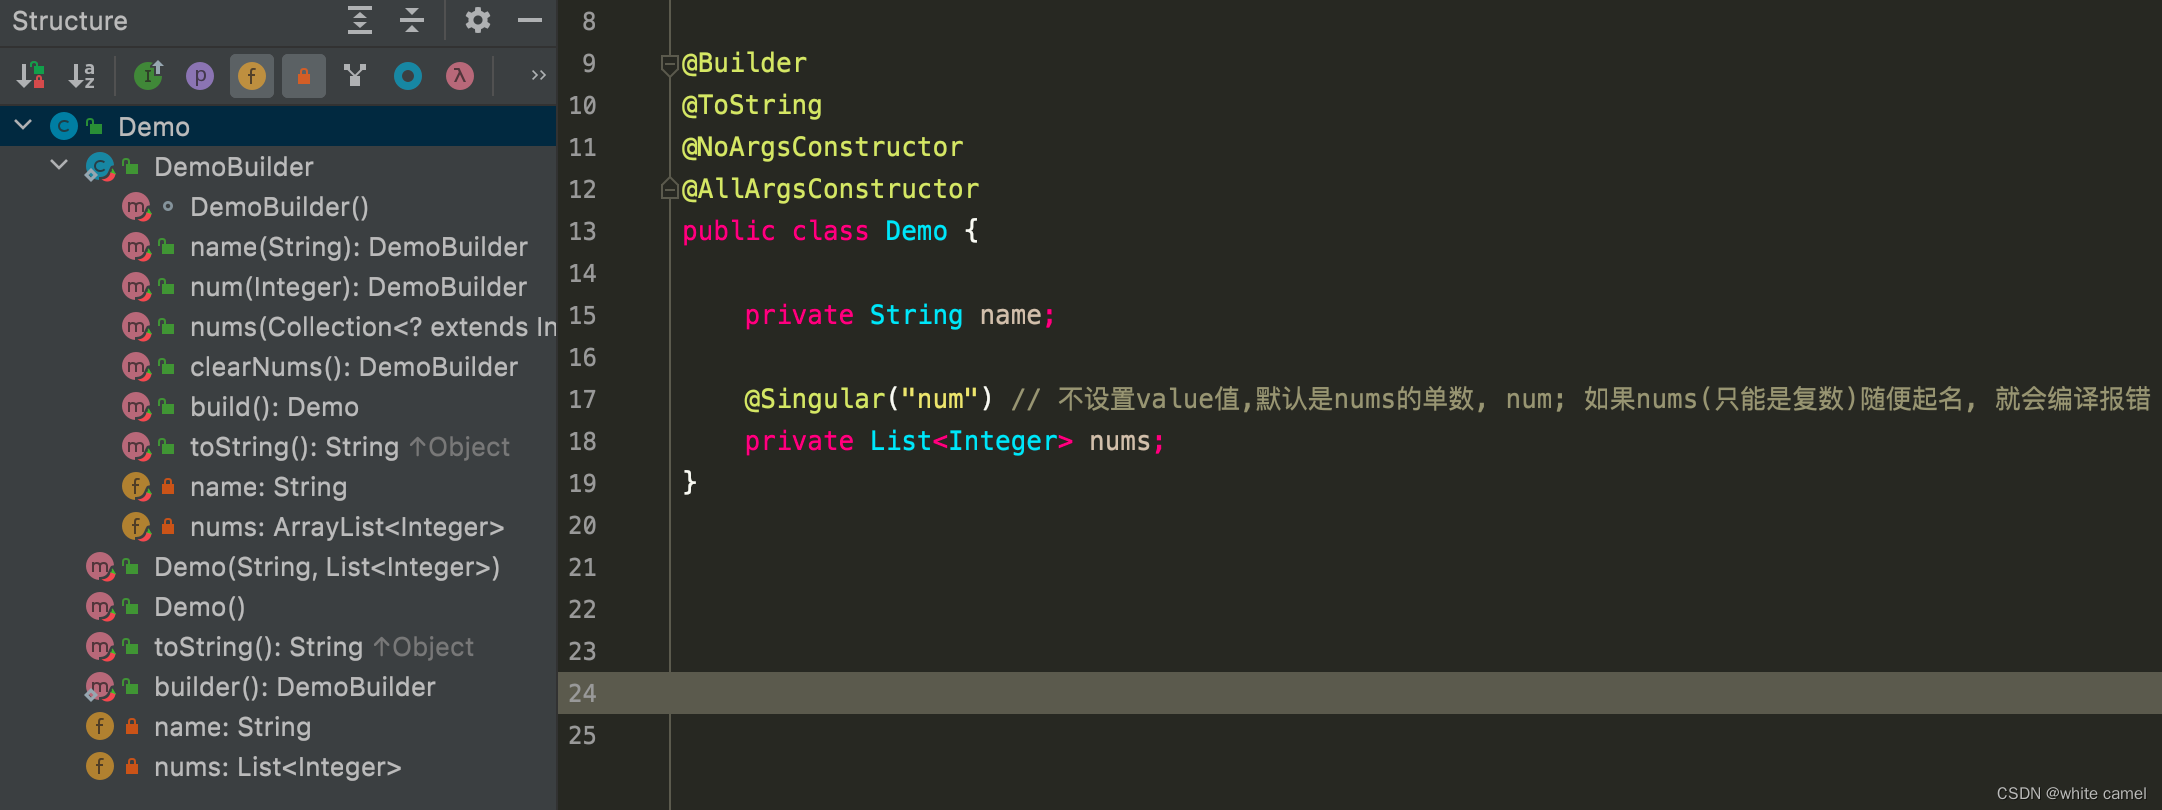 Structure
Demo
DemoBuilder
DemoBuilder()
name(String): DemoBuilder
num(Integer): DemoBuilder
nums(Collection<? extends In
clearNums(): DemoBuilder
build(): Demo
toString(): String ↑Object
name: String
nums: ArrayList<Integer>
Demo(String, List<Integer>)
Demo()
toString(): String ↑Object
builder(): DemoBuilder
name: String
nums: List<Integer>
8
9 @Builder
10 @ToString
11 @NoArgsConstructor
12 @AllArgsConstructor
13 public class Demo {
14
15 private String name;
16
17 @Singular("num") // 不设置value值,默认是nums的单数, num; 如果nums(只能是复数)随便起名, 就会编译报错
18 private List<Integer> nums;
19 }
20
21
22
23
24
25
CSDN @white camel